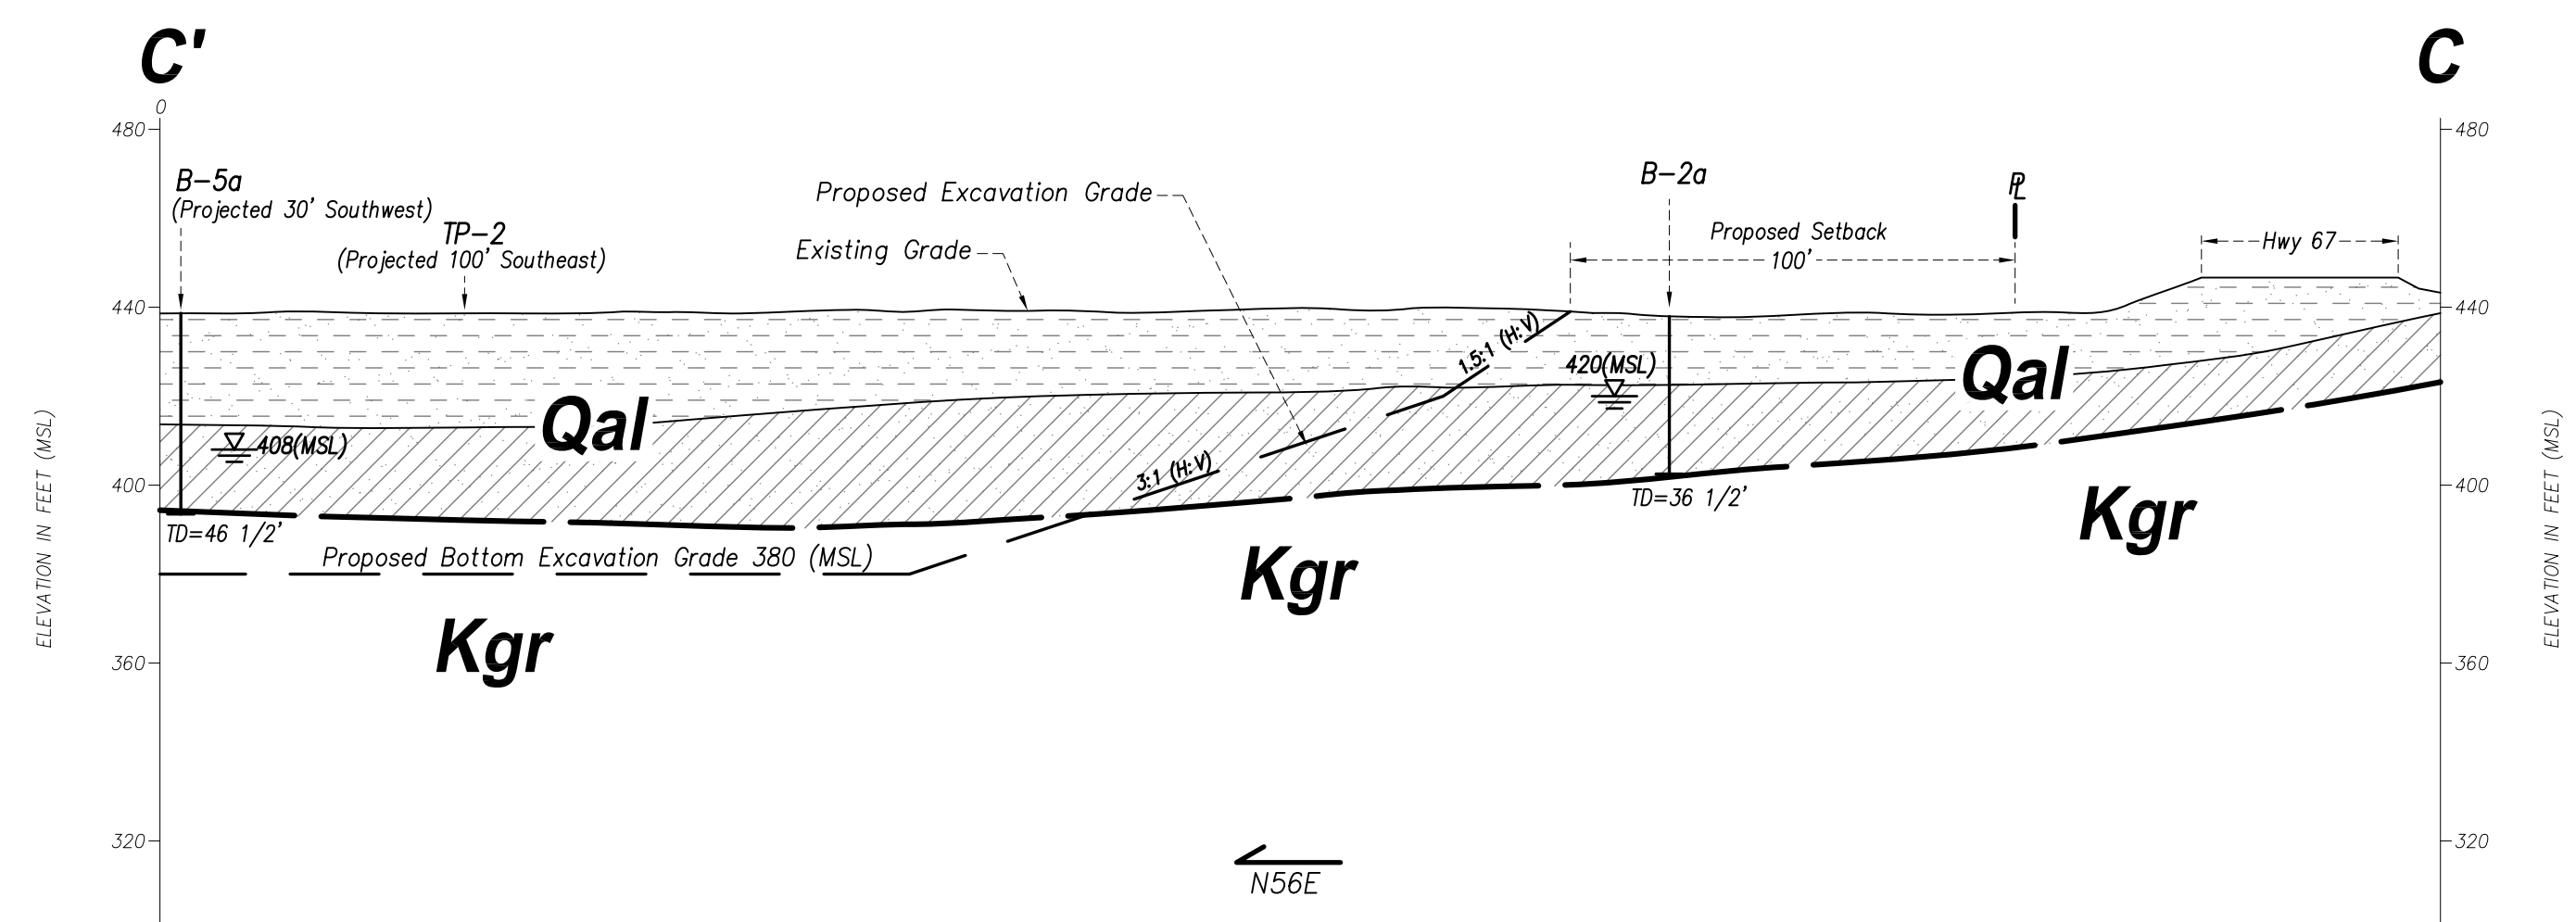 C'
C
0
480
480
B-5a
(Projected 30' Southwest)
TP-2
(Projected 100' Southeast)
Proposed Excavation Grade
Existing Grade
B-2a
Proposed Setback
100'
PL
Hwy 67
440
440
1.5:1 (H:V)
420(MSL)
Qal
Qal
408(MSL)
3:1 (H:V)
400
400
TD=46 1/2'
TD=36 1/2'
Proposed Bottom Excavation Grade 380 (MSL)
Kgr
Kgr
Kgr
ELEVATION IN FEET (MSL)
ELEVATION IN FEET (MSL)
360
360
320
320
N56E